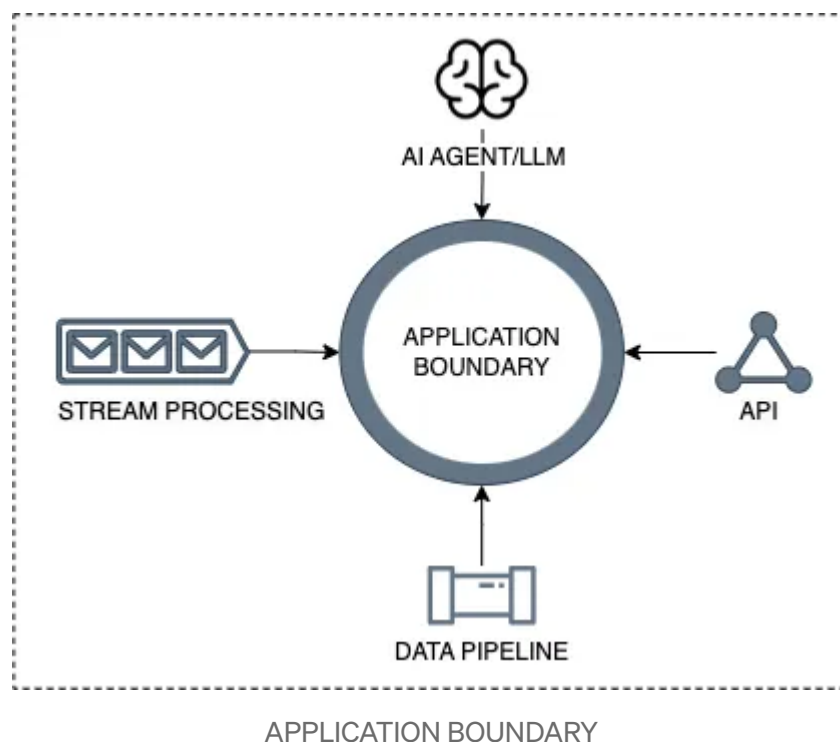 AI AGENT/LLM
APPLICATION
BOUNDARY
STREAM PROCESSING
API
DATA PIPELINE
APPLICATION BOUNDARY